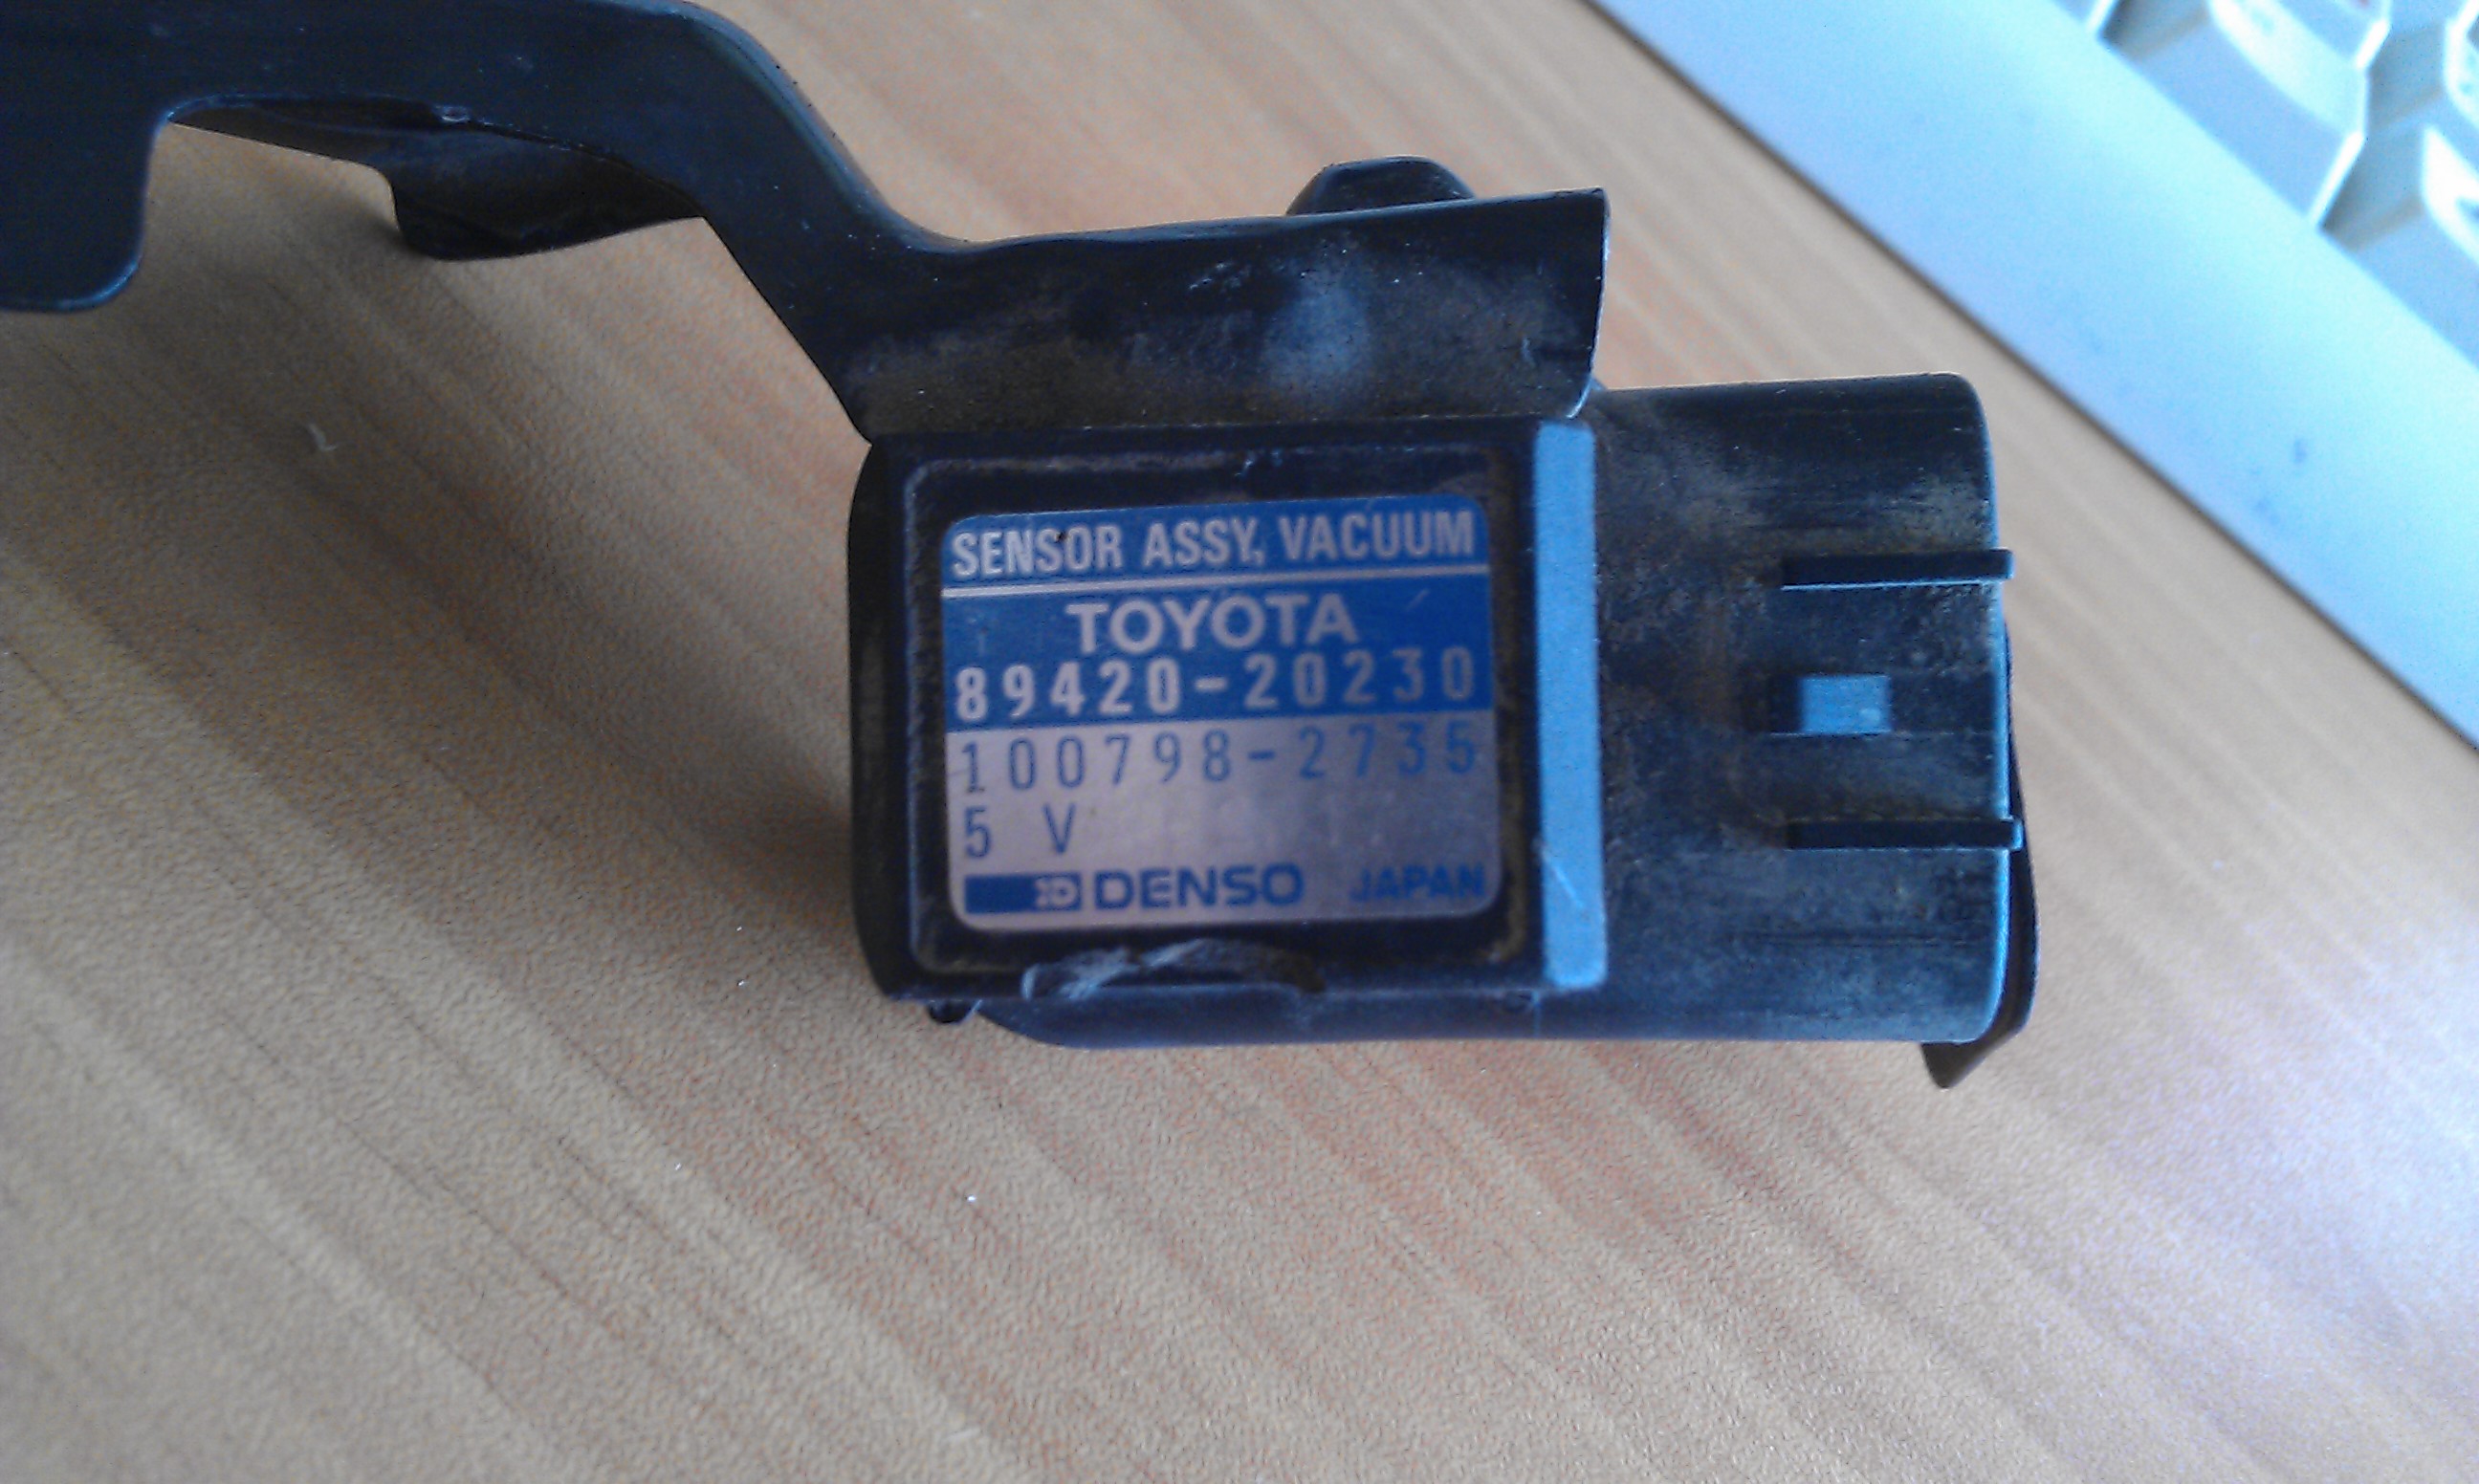 SENSOR ASSY, VACUUM
TOYOTA
89420-20230
100798-2735
5 V
DENSO JAPAN